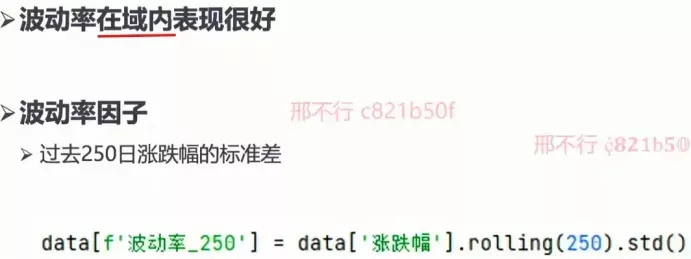 ➢波动率在域内表现很好
➢波动率因子
邢不行 c821b50f
➢过去250日涨跌幅的标准差
邢不行
data[f'波动率_250'] = data['涨跌幅'].rolling(250).std()